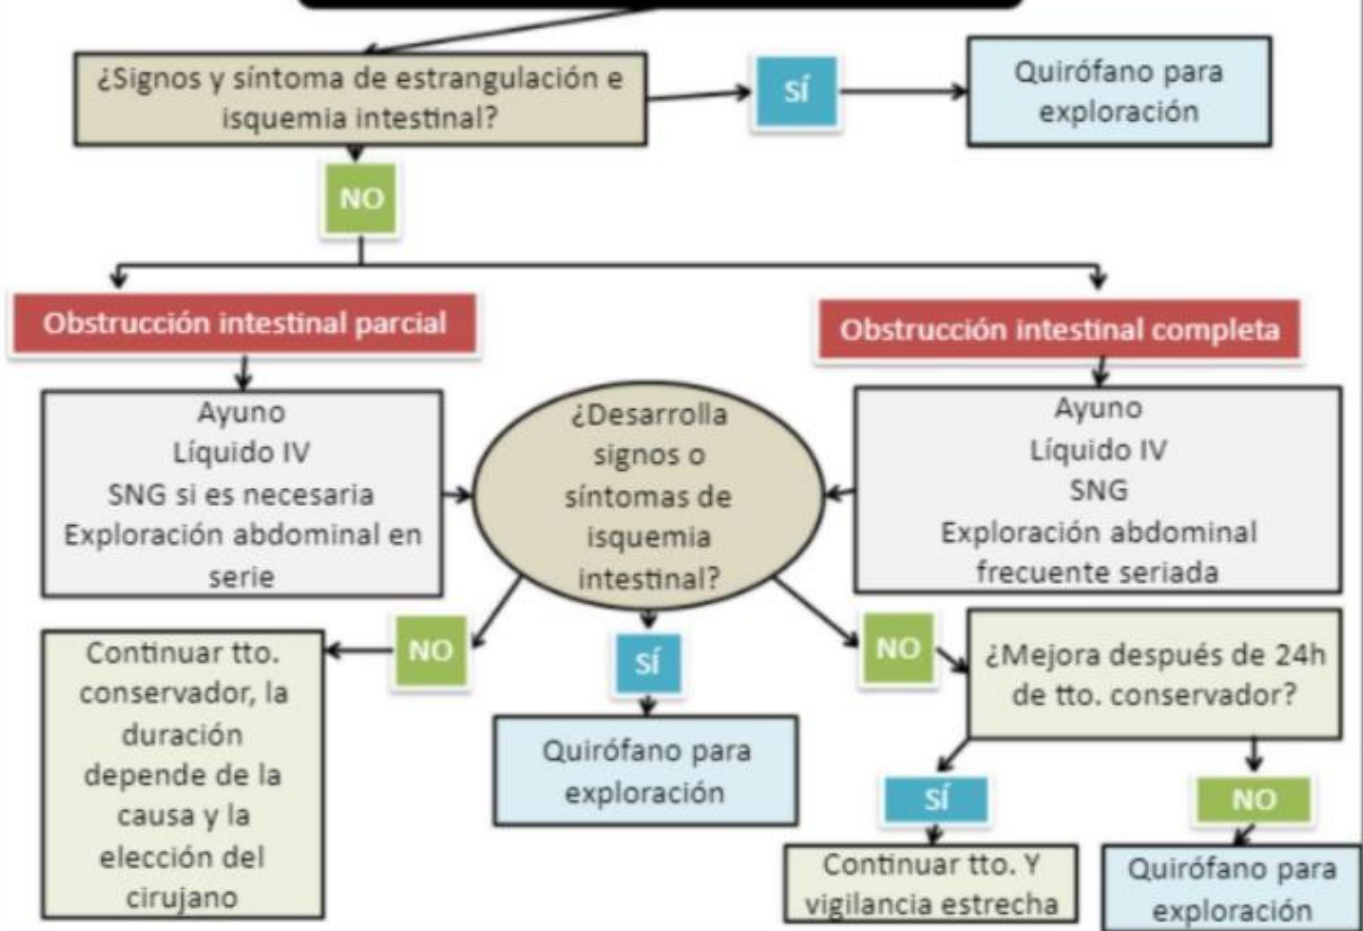 ¿Signos y síntoma de estrangulación e
isquemia intestinal?
SÍ
Quirófano para
exploración
NO
Obstrucción intestinal parcial
Obstrucción intestinal completa
Ayuno
Líquido IV
SNG si es necesaria
Exploración abdominal en
serie
¿Desarrolla
signos o
síntomas de
isquemia
intestinal?
Ayuno
Líquido IV
SNG
Exploración abdominal
frecuente seriada
NO
Continuar tto.
conservador, la
duración
depende de la
causa y la
elección del
cirujano
SÍ
Quirófano para
exploración
NO
¿Mejora después de 24h
de tto. conservador?
SÍ
Continuar tto. Y
vigilancia estrecha
NO
Quirófano para
exploración